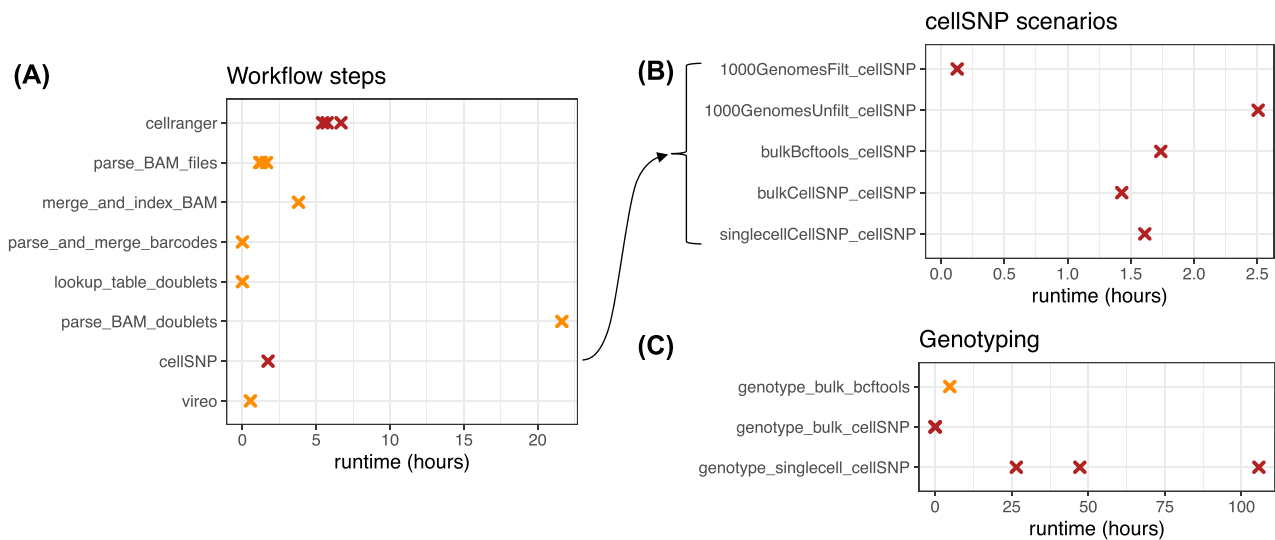 (A)
Workflow steps
cellranger
parse_BAM_files
merge_and_index_BAM
parse_and_merge_barcodes
lookup_table_doublets
parse_BAM_doublets
cellSNP
vireo
0 5 10 15 20
runtime (hours)
(B)
cellSNP scenarios
1000GenomesFilt_cellSNP
1000GenomesUnfilt_cellSNP
bulkBcftools_cellSNP
bulkCellSNP_cellSNP
singlecellCellSNP_cellSNP
0.0 0.5 1.0 1.5 2.0 2.5
runtime (hours)
(C)
Genotyping
genotype_bulk_bcftools
genotype_bulk_cellSNP
genotype_singlecell_cellSNP
0 25 50 75 100
runtime (hours)